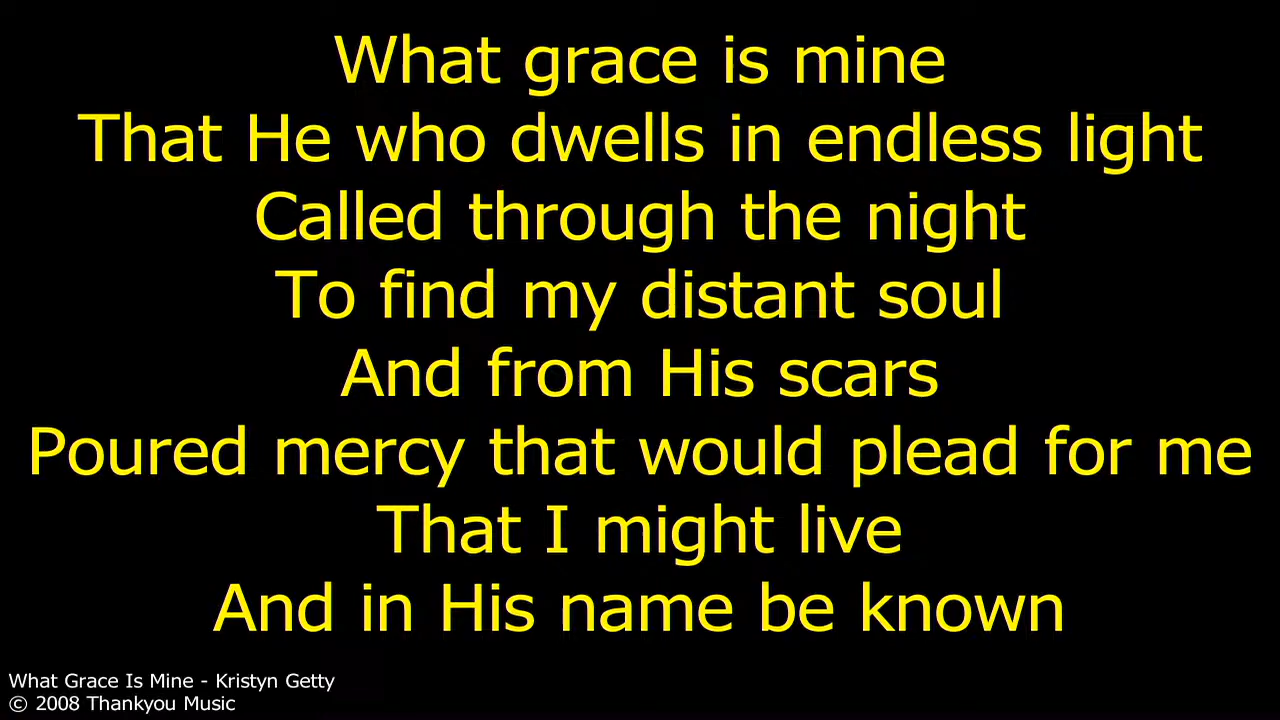 What grace is mine
That He who dwells in endless light
Called through the night
To find my distant soul
And from His scars
Poured mercy that would plead for me
That I might live
And in His name be known
What Grace Is Mine - Kristyn Getty
© 2008 Thankyou Music